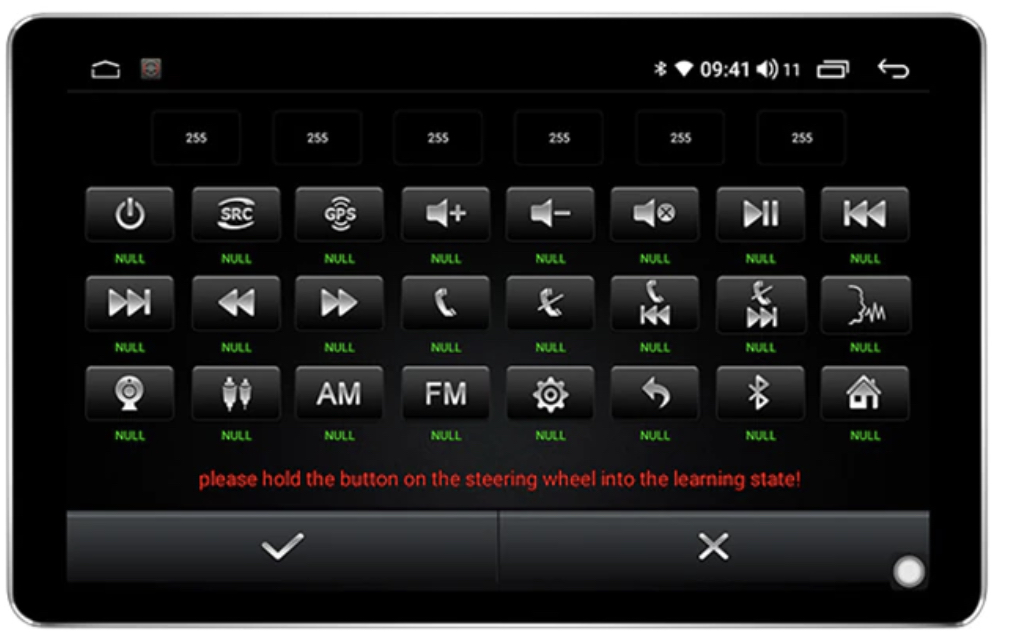 09:41 11
255 255 255 255 255 255
SRC GPS
NULL NULL NULL NULL NULL NULL NULL NULL
NULL NULL NULL NULL NULL NULL NULL NULL
AM FM
NULL NULL NULL NULL NULL NULL NULL NULL
please hold the button on the steering wheel into the learning state!